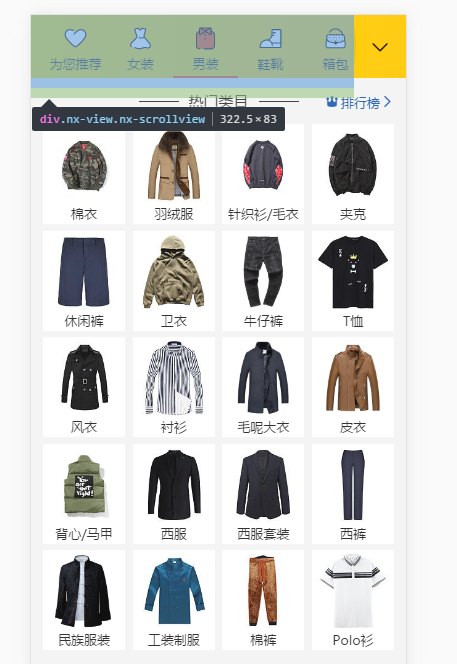 为您推荐 女装 男装 鞋靴 箱包
热门类目 排行榜
div.nx-view.nx-scrollview 322.5×83
棉衣 羽绒服 针织衫/毛衣 夹克
休闲裤 卫衣 牛仔裤 T恤
风衣 衬衫 毛呢大衣 皮衣
背心/马甲 西服 西服套装 西裤
民族服装 工装制服 棉裤 Polo衫